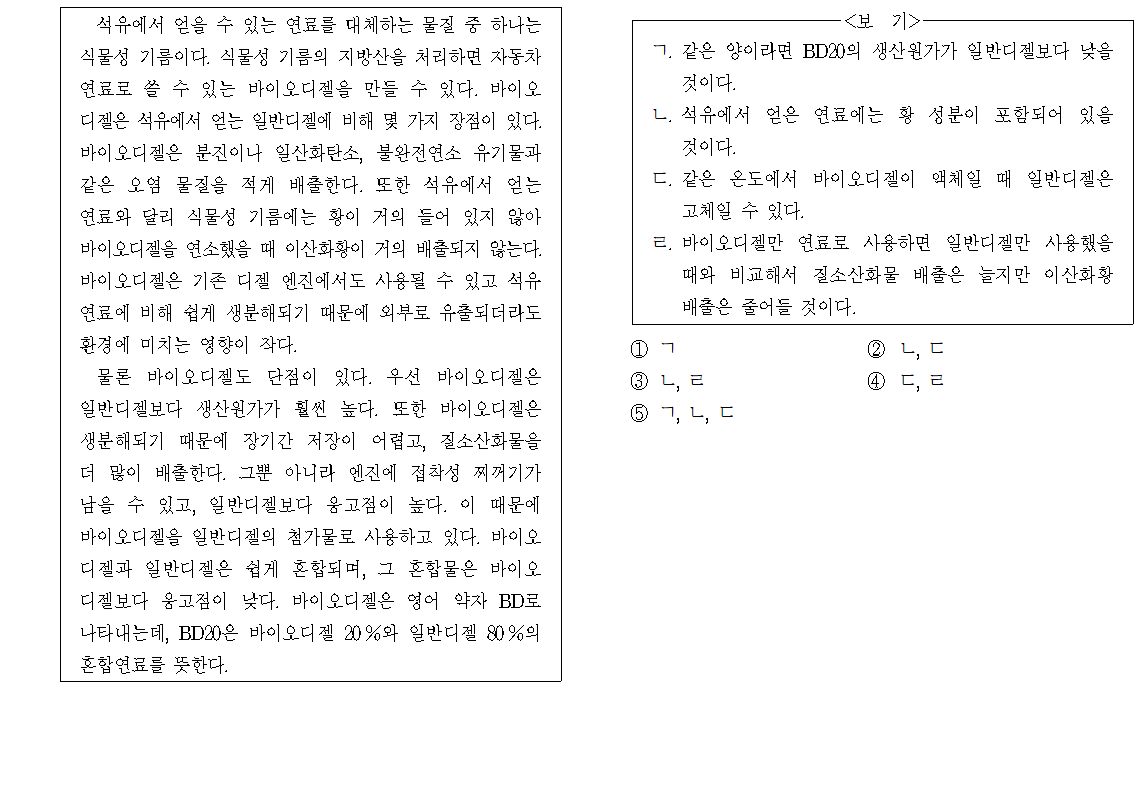 석유에서 얻을 수 있는 연료를 대체하는 물질 중 하나는
식물성 기름이다. 식물성 기름의 지방산을 처리하면 자동차
연료로 쓸 수 있는 바이오디젤을 만들 수 있다. 바이오
디젤은 석유에서 얻는 일반디젤에 비해 몇 가지 장점이 있다.
바이오디젤은 분진이나 일산화탄소, 불완전연소 유기물과
같은 오염 물질을 적게 배출한다. 또한 석유에서 얻는
연료와 달리 식물성 기름에는 황이 거의 들어 있지 않아
바이오디젤을 연소했을 때 이산화황이 거의 배출되지 않는다.
바이오디젤은 기존 디젤 엔진에서도 사용될 수 있고 석유
연료에 비해 쉽게 생분해되기 때문에 외부로 유출되더라도
환경에 미치는 영향이 작다.
물론 바이오디젤도 단점이 있다. 우선 바이오디젤은
일반디젤보다 생산원가가 훨씬 높다. 또한 바이오디젤은
생분해되기 때문에 장기간 저장이 어렵고, 질소산화물을
더 많이 배출한다. 그뿐 아니라 엔진에 접착성 찌꺼기가
남을 수 있고, 일반디젤보다 응고점이 높다. 이 때문에
바이오디젤을 일반디젤의 첨가물로 사용하고 있다. 바이오
디젤과 일반디젤은 쉽게 혼합되며, 그 혼합물은 바이오
디젤보다 응고점이 낮다. 바이오디젤은 영어 약자 BD로
나타내는데, BD20은 바이오디젤 20%와 일반디젤 80%의
혼합연료를 뜻한다.
<보 기>
ㄱ. 같은 양이라면 BD20의 생산원가가 일반디젤보다 낮을
것이다.
ㄴ. 석유에서 얻은 연료에는 황 성분이 포함되어 있을
것이다.
ㄷ. 같은 온도에서 바이오디젤이 액체일 때 일반디젤은
고체일 수 있다.
ㄹ. 바이오디젤만 연료로 사용하면 일반디젤만 사용했을
때와 비교해서 질소산화물 배출은 늘지만 이산화황
배출은 줄어들 것이다.
① ㄱ ② ㄴ, ㄷ
③ ㄴ, ㄹ ④ ㄷ, ㄹ
⑤ ㄱ, ㄴ, ㄷ